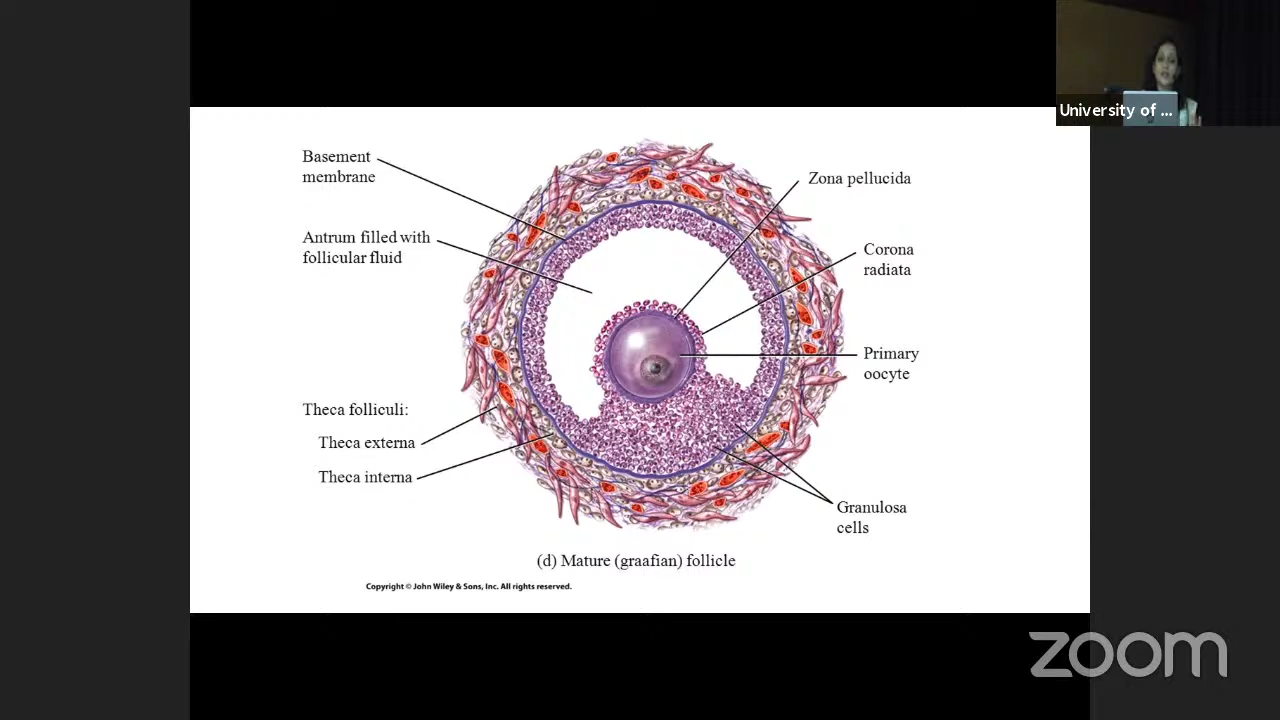 University of ...
Basement
membrane
Zona pellucida
Antrum filled with
follicular fluid
Corona
radiata
Primary
oocyte
Theca folliculi:
Theca externa
Theca interna
Granulosa
cells
(d) Mature (graafian) follicle
Copyright © John Wiley & Sons, Inc. All rights reserved.
zoom